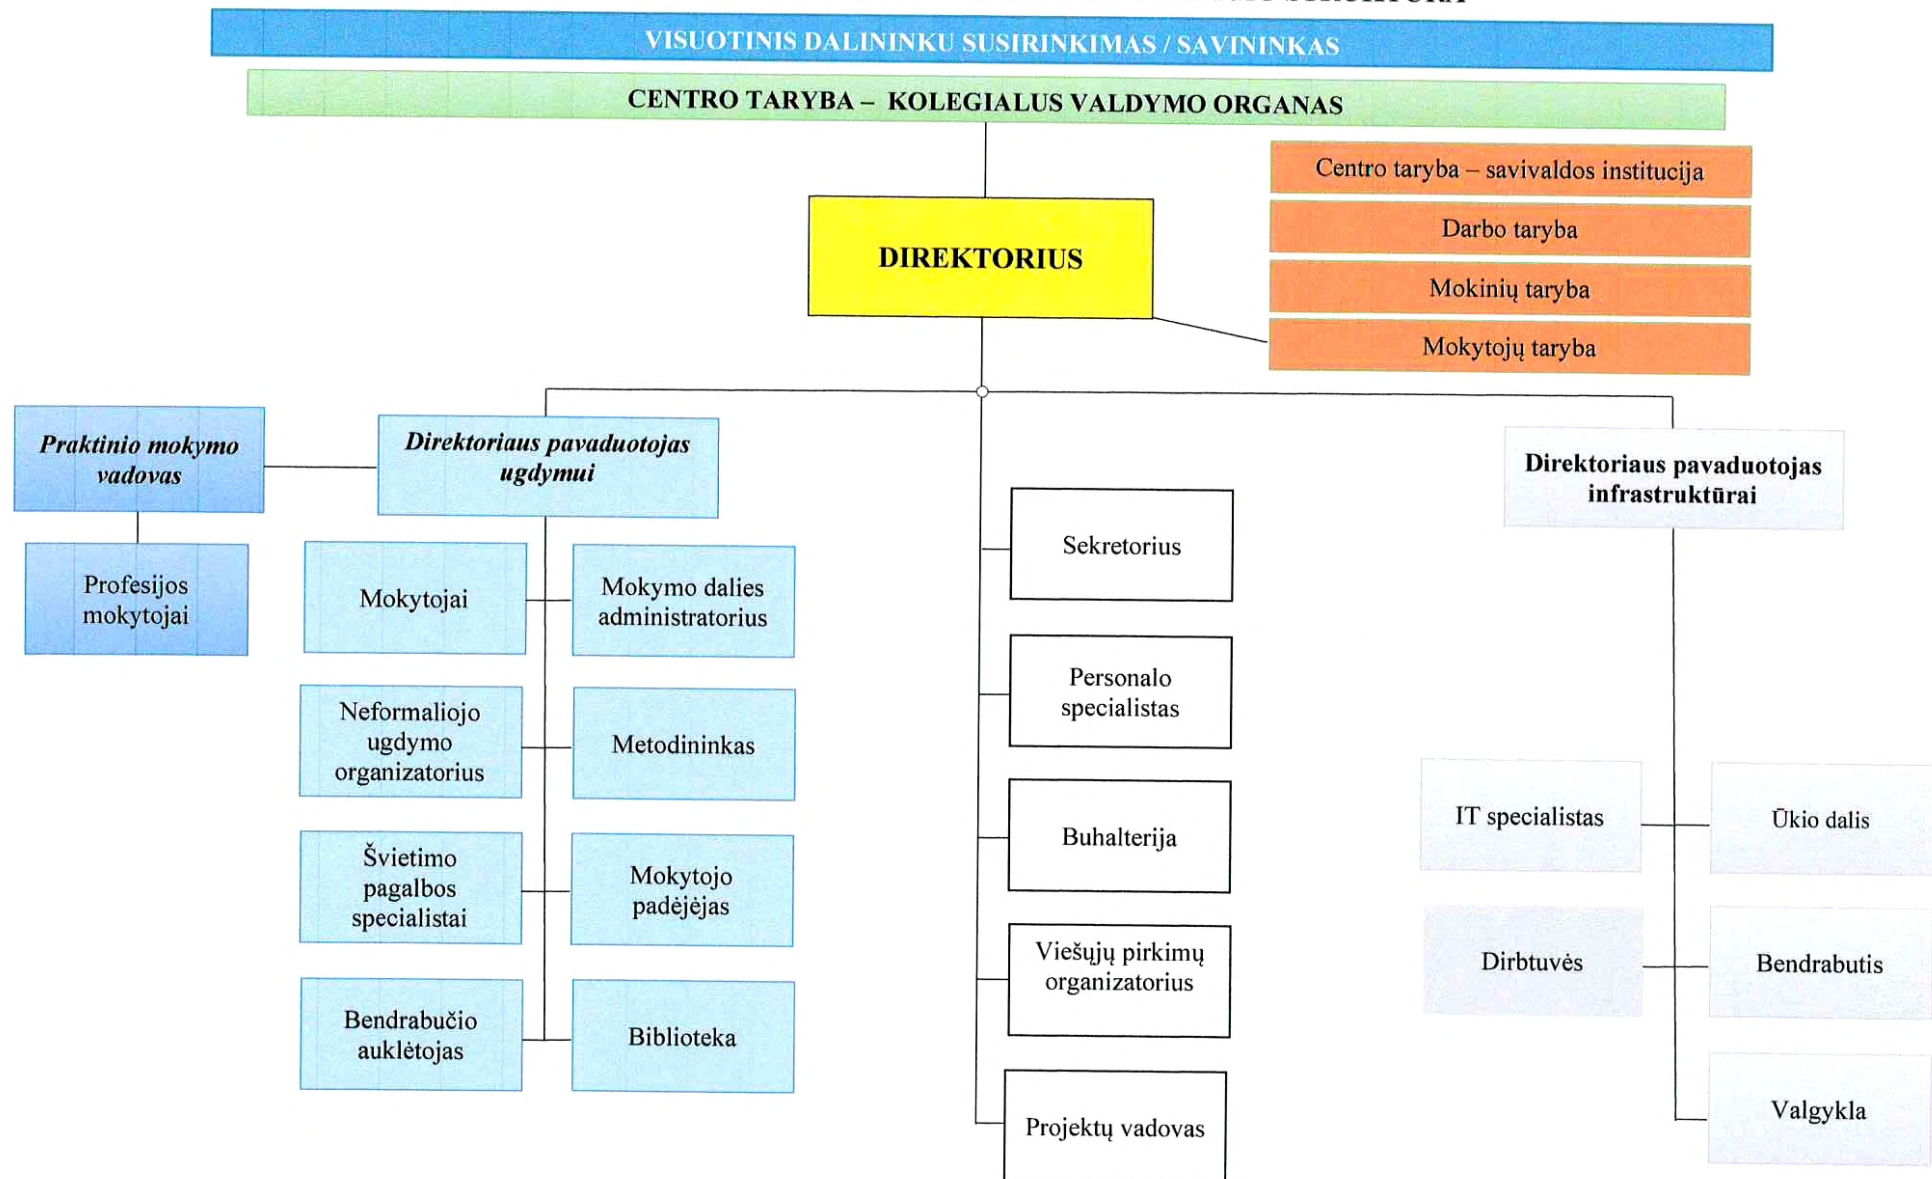 VISUOTINIS DALININKU SUSIRINKIMAS / SAVININKAS
CENTRO TARYBA – KOLEGIALUS VALDYMO ORGANAS
Centro taryba – savivaldos institucija
Darbo taryba
Mokinių taryba
Mokytojų taryba
DIREKTORIUS
Praktinio mokymo
vadovas
Direktoriaus pavaduotojas
ugdymui
Direktoriaus pavaduotojas
infrastruktūrai
Profesijos
mokytojai
Mokytojai
Mokymo dalies
administratorius
Neformaliojo
ugdymo
organizatorius
Metodininkas
Švietimo
pagalbos
specialistai
Mokytojo
padėjėjas
Bendrabučio
auklėtojas
Biblioteka
Sekretorius
Personalo
specialistas
Buhalterija
Viešųjų pirkimų
organizatorius
Projektų vadovas
IT specialistas
Ūkio dalis
Dirbtuvės
Bendrabutis
Valgykla